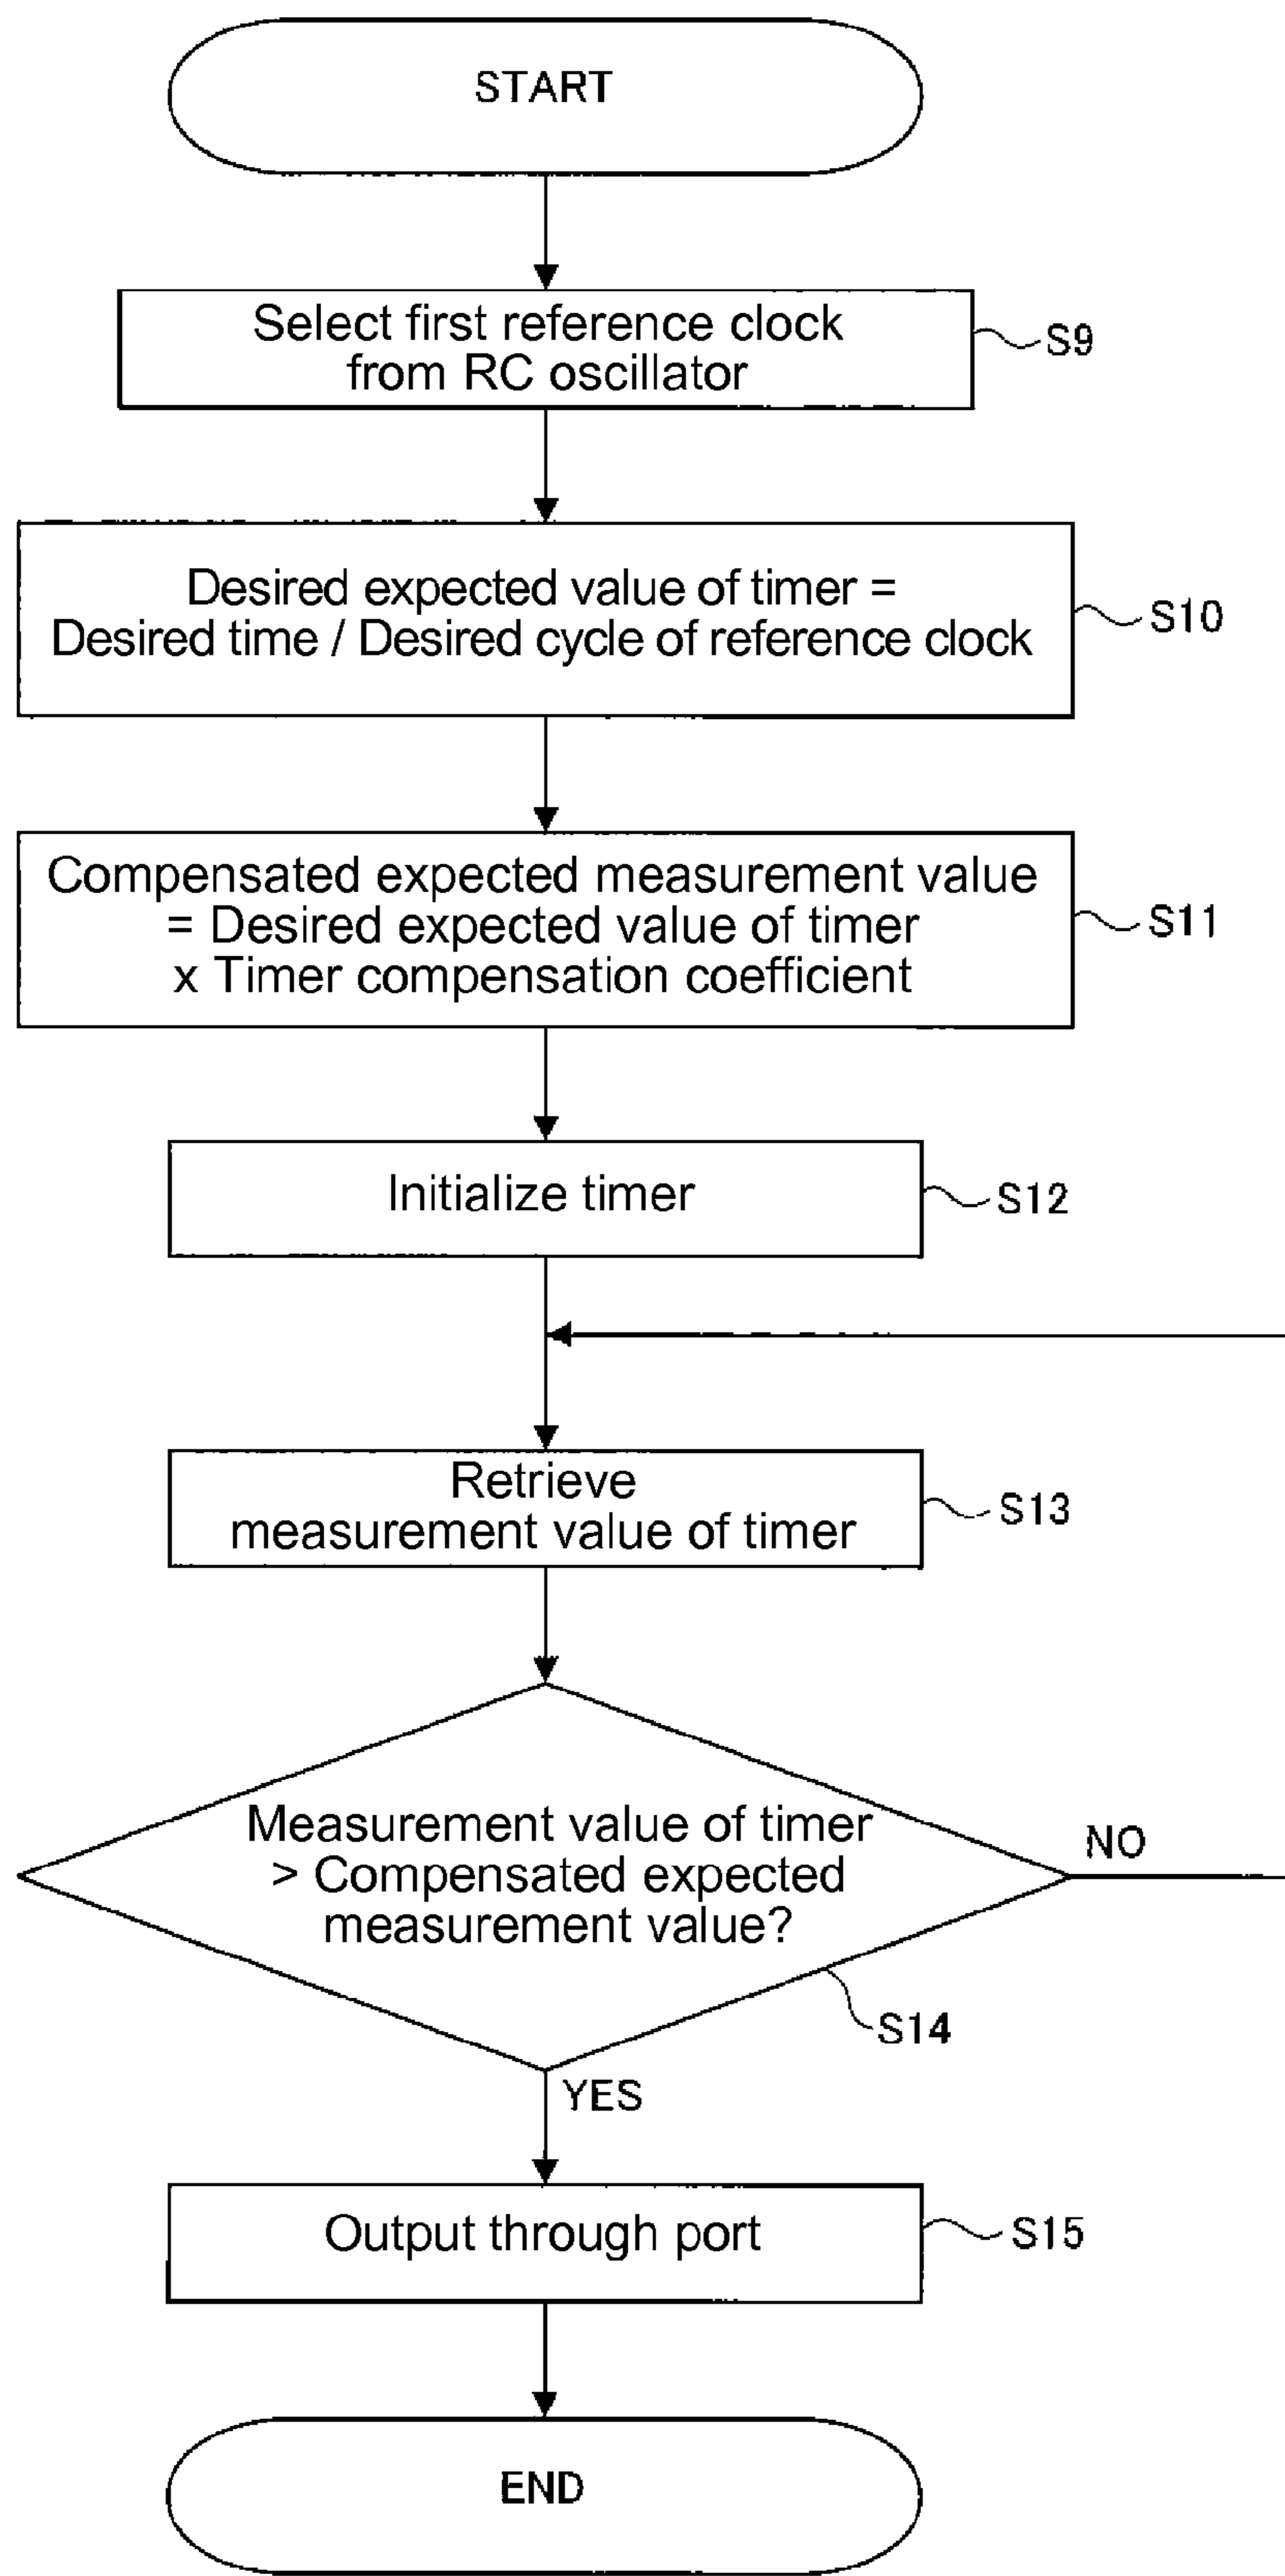 START
Select first reference clock
from RC oscillator
S9
Desired expected value of timer =
Desired time / Desired cycle of reference clock
S10
Compensated expected measurement value
= Desired expected value of timer
x Timer compensation coefficient
S11
Initialize timer
S12
Retrieve
measurement value of timer
S13
Measurement value of timer
> Compensated expected
measurement value?
NO
S14
YES
Output through port
S15
END